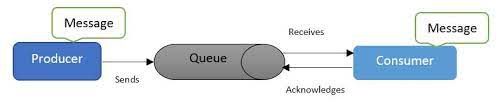 Message
Message
Receives
Producer
Queue
Consumer
Sends
Acknowledges